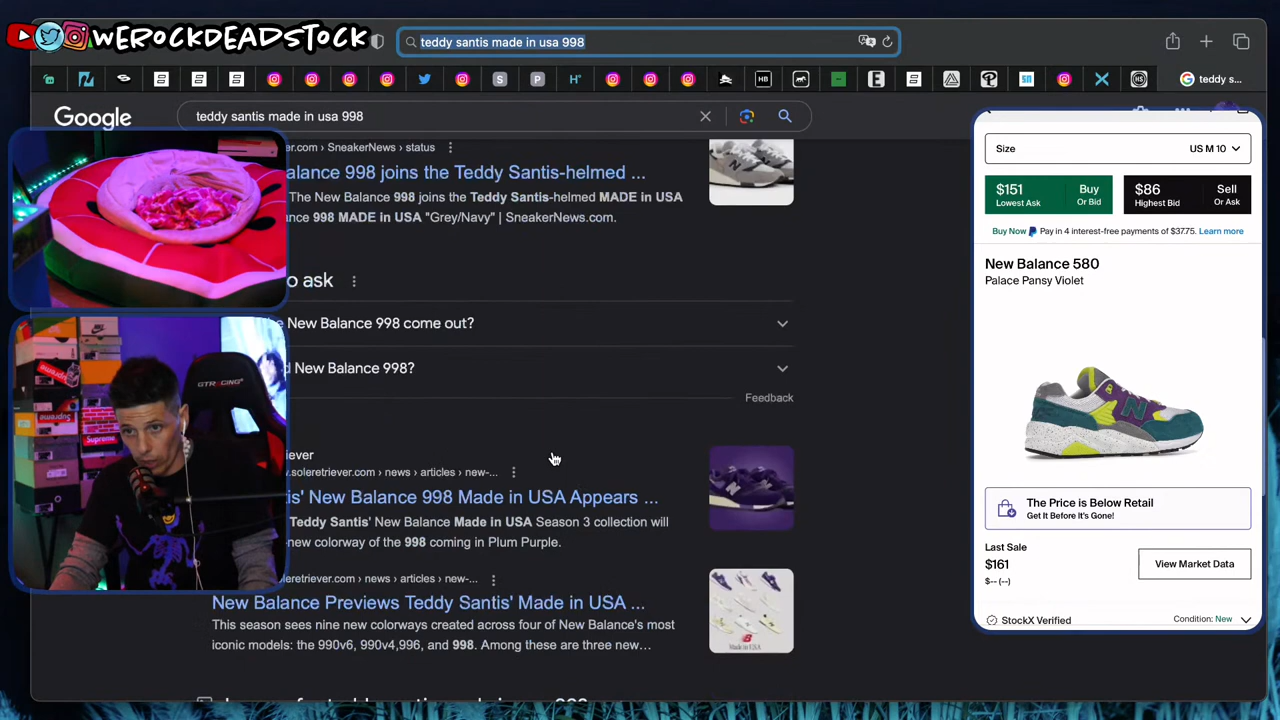 WEROCKDEADSTOCK
teddy santis made in usa 998
teddy s...
Google
teddy santis made in usa 998
er.com › SneakerNews › status
alance 998 joins the Teddy Santis-helmed ...
The New Balance 998 joins the Teddy Santis-helmed MADE in USA
998 MADE in USA "Grey/Navy" | SneakerNews.com.
o ask
e New Balance 998 come out?
d New Balance 998?
Feedback
iever
w.soleretriever.com › news › articles › new-...
tis' New Balance 998 Made in USA Appears ...
Teddy Santis' New Balance Made in USA Season 3 collection will
new colorway of the 998 coming in Plum Purple.
oleretriever.com › news › articles › new-...
New Balance Previews Teddy Santis' Made in USA ...
This season sees nine new colorways created across four of New Balance's most
iconic models: the 990v6, 990v4,996, and 998. Among these are three new...
GTRACING
Supreme
Size
US M 10
$151
Lowest Ask
Buy
Or Bid
$86
Highest Bid
Sell
Or Ask
Buy Now
Pay in 4 interest-free payments of $37.75. Learn more
New Balance 580
Palace Pansy Violet
The Price is Below Retail
Get It Before It's Gone!
Last Sale
$161
$-- (--)
View Market Data
StockX Verified
Condition: New